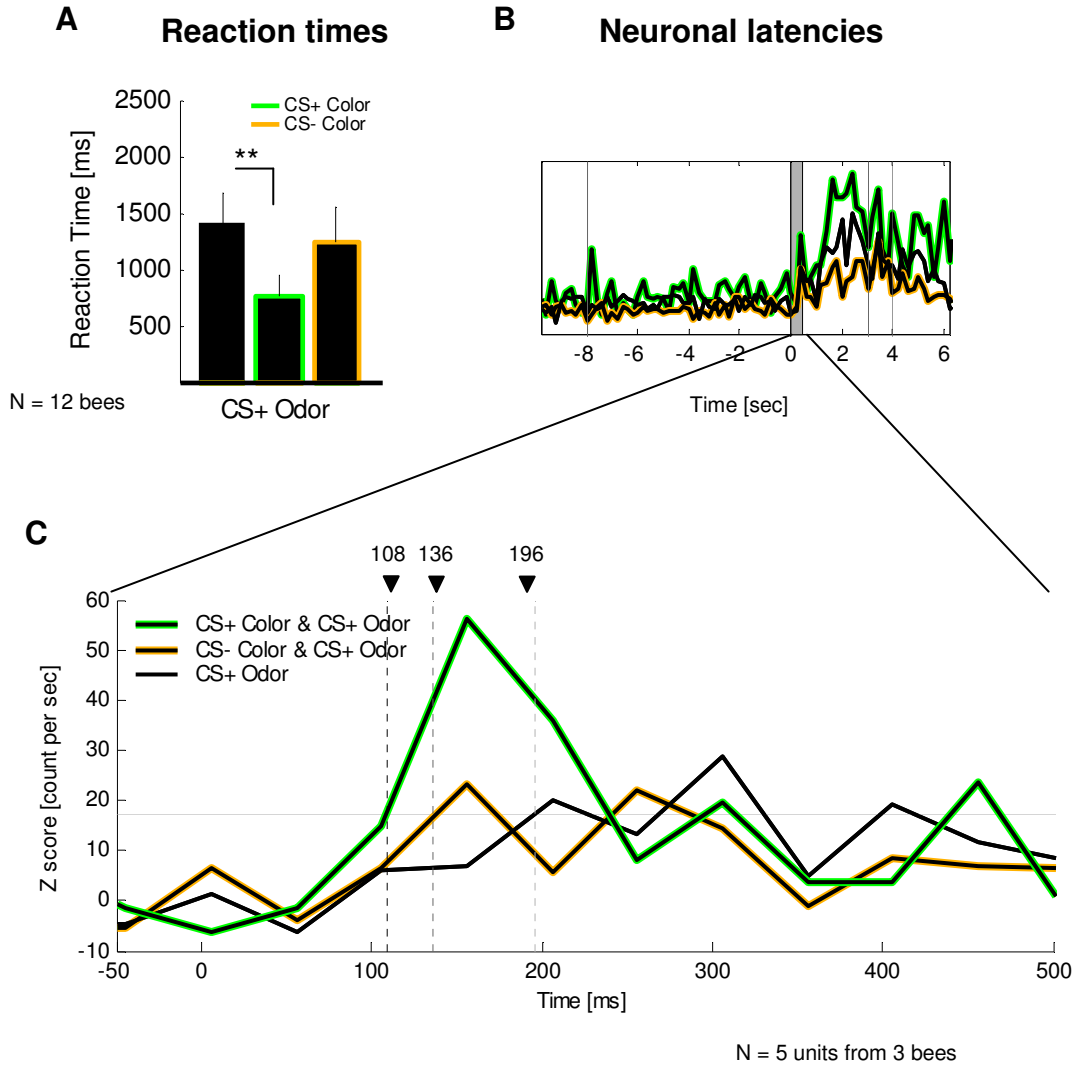 A Reaction times
B Neuronal latencies
2500
2000
1500
1000
500
Reaction Time [ms]
CS+ Color
CS- Color
**
CS+ Odor
N = 12 bees
-8 -6 -4 -2 0 2 4 6
Time [sec]
C
108 136 196
60
50
40
30
20
10
0
-10
Z score [count per sec]
CS+ Color & CS+ Odor
CS- Color & CS+ Odor
CS+ Odor
-50 0 100 200 300 400 500
Time [ms]
N = 5 units from 3 bees